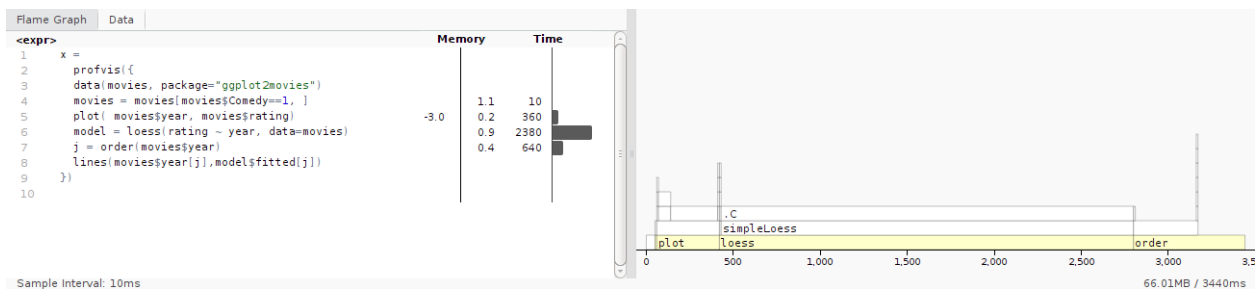 Flame Graph Data
<expr> Memory Time
1 x =
2 profvis({
3 data(movies, package="ggplot2movies")
4 movies = movies[movies$Comedy==1, ] 1.1 10
5 plot( movies$year, movies$rating) -3.0 0.2 360
6 model = loess(rating ~ year, data=movies) 0.9 2380
7 j = order(movies$year) 0.4 640
8 lines(movies$year[j],model$fitted[j])
9 })
10
.C
simpleLoess
plot loess order
0 500 1,000 1,500 2,000 2,500 3,000 3,5
Sample Interval: 10ms 66.01MB / 3440ms